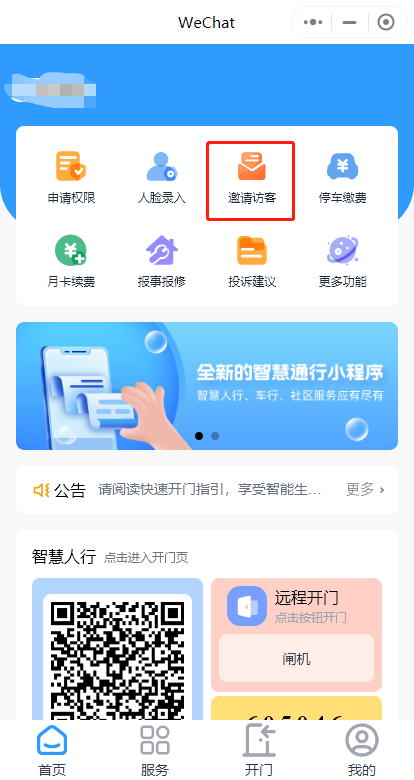 WeChat
申请权限
人脸录入
邀请访客
停车缴费
月卡续费
报事报修
投诉建议
更多功能
全新的智慧通行小程序
智慧人行、车行、社区服务应有尽有
公告 请阅读快速开门指引，享受智能生... 更多 ›
智慧人行 点击进入开门页
远程开门
点击按钮开门
闸机
首页
服务
开门
我的